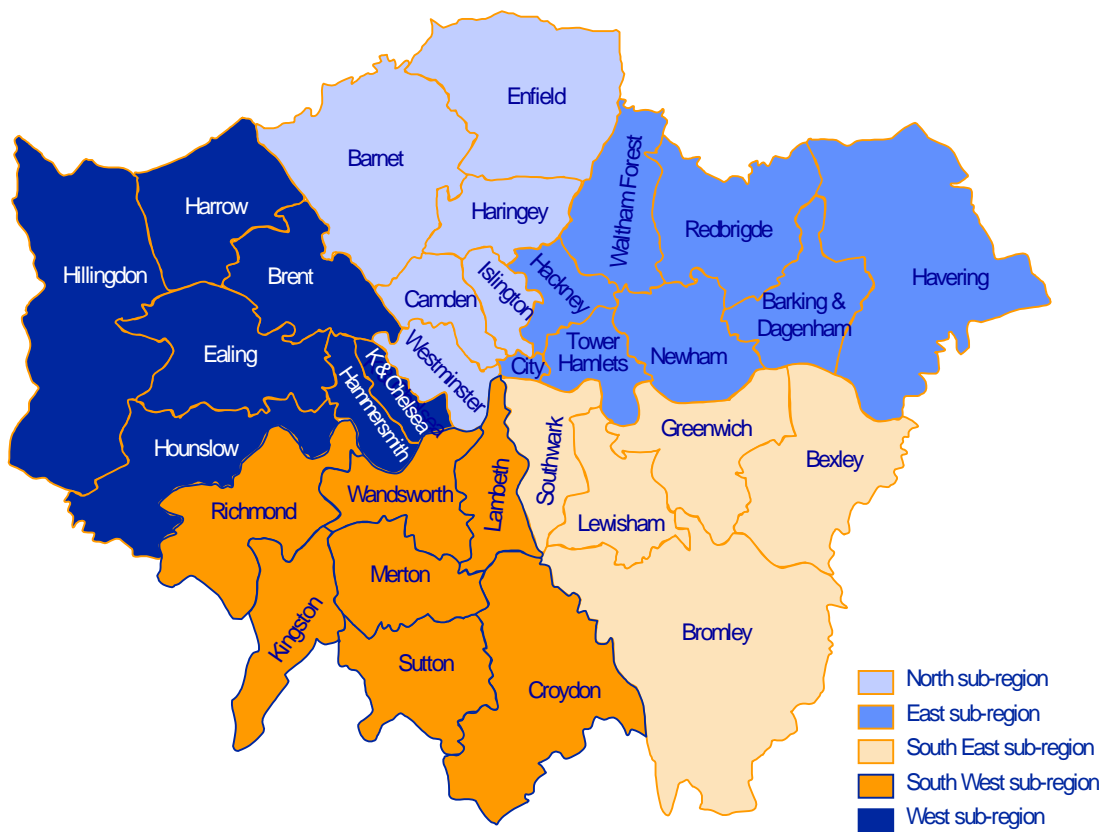 Enfield
Barnet
Waltham Forest
Haringey
Harrow
Redbrigde
Hillingdon
Brent
Islington
Hackney
Havering
Camden
Barking &
Dagenham
Ealing
Westminster
Tower
Hamlets
Newham
City
K & Chelsea
Hammersmith
Hounslow
Greenwich
Bexley
Southwark
Richmond
Wandsworth
Lambeth
Lewisham
Merton
Kingston
Bromley
Sutton
Croydon
North sub-region
East sub-region
South East sub-region
South West sub-region
West sub-region